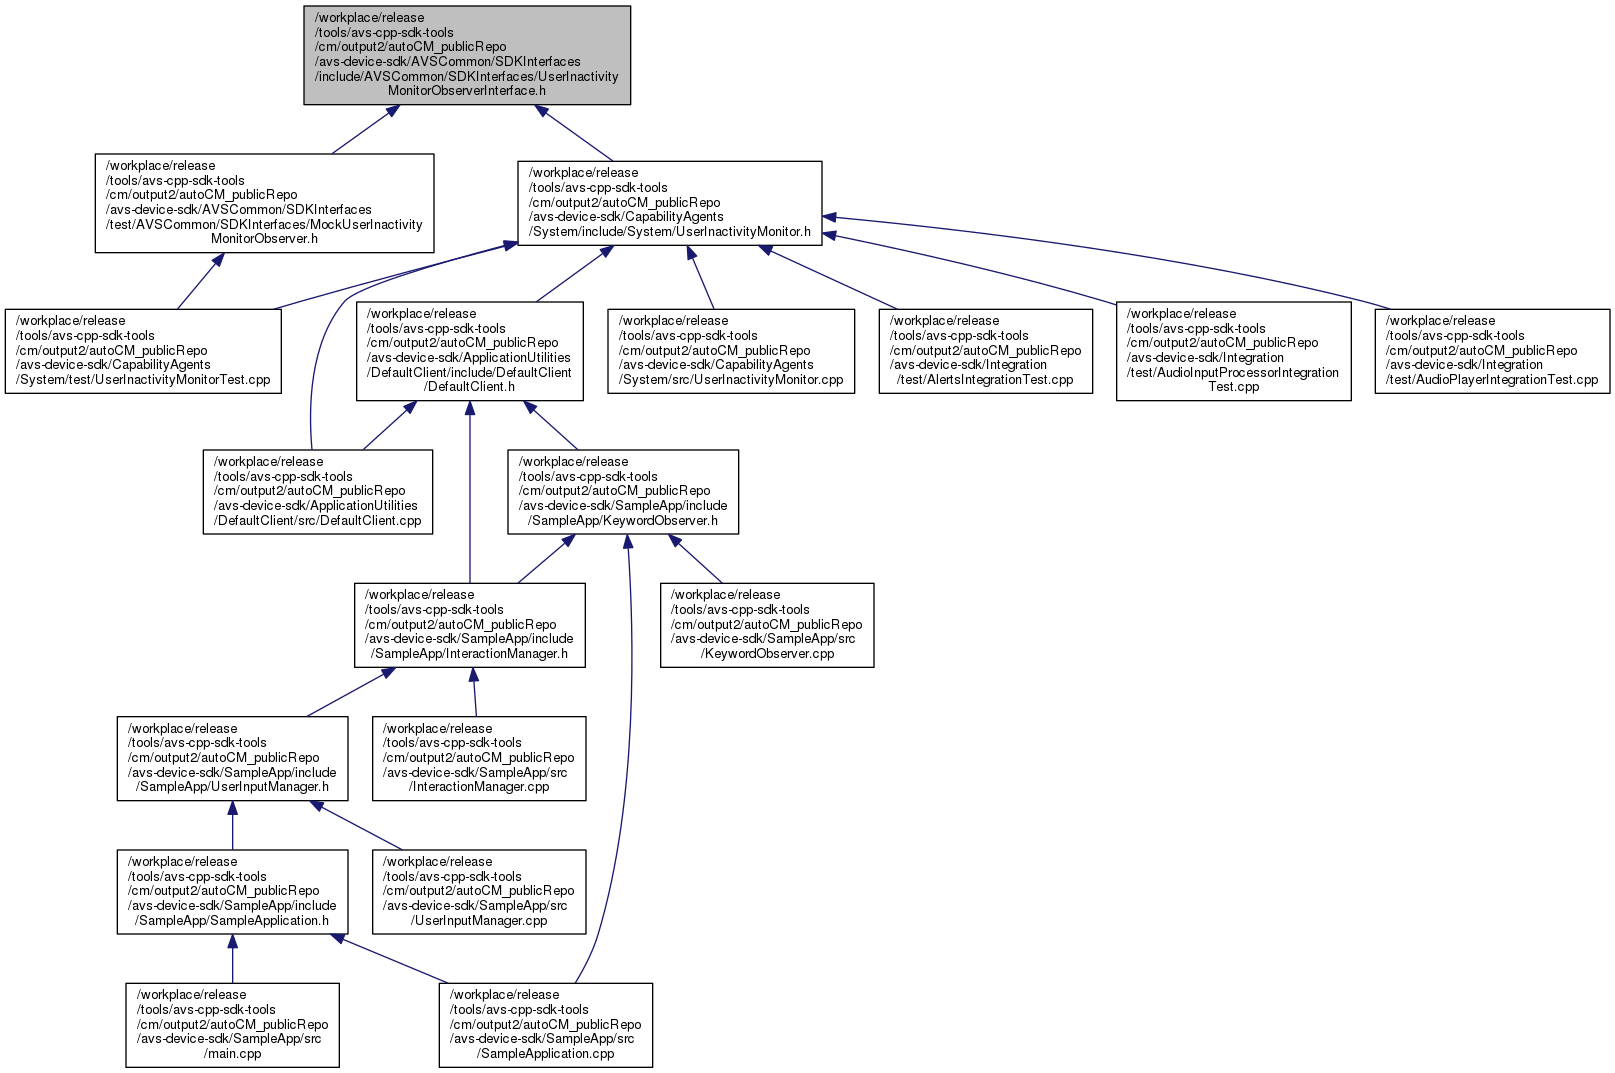 /workplace/release
/tools/avs-cpp-sdk-tools
/cm/output2/autoCM_publicRepo
/avs-device-sdk/AVSCommon/SDKInterfaces
/include/AVSCommon/SDKInterfaces/UserInactivity
MonitorObserverInterface.h
/workplace/release
/tools/avs-cpp-sdk-tools
/cm/output2/autoCM_publicRepo
/avs-device-sdk/AVSCommon/SDKInterfaces
/test/AVSCommon/SDKInterfaces/MockUserInactivity
MonitorObserver.h
/workplace/release
/tools/avs-cpp-sdk-tools
/cm/output2/autoCM_publicRepo
/avs-device-sdk/CapabilityAgents
/System/include/System/UserInactivityMonitor.h
/workplace/release
/tools/avs-cpp-sdk-tools
/cm/output2/autoCM_publicRepo
/avs-device-sdk/CapabilityAgents
/System/test/UserInactivityMonitorTest.cpp
/workplace/release
/tools/avs-cpp-sdk-tools
/cm/output2/autoCM_publicRepo
/avs-device-sdk/ApplicationUtilities
/DefaultClient/include/DefaultClient
/DefaultClient.h
/workplace/release
/tools/avs-cpp-sdk-tools
/cm/output2/autoCM_publicRepo
/avs-device-sdk/CapabilityAgents
/System/src/UserInactivityMonitor.cpp
/workplace/release
/tools/avs-cpp-sdk-tools
/cm/output2/autoCM_publicRepo
/avs-device-sdk/Integration
/test/AlertsIntegrationTest.cpp
/workplace/release
/tools/avs-cpp-sdk-tools
/cm/output2/autoCM_publicRepo
/avs-device-sdk/Integration
/test/AudioInputProcessorIntegration
Test.cpp
/workplace/release
/tools/avs-cpp-sdk-tools
/cm/output2/autoCM_publicRepo
/avs-device-sdk/Integration
/test/AudioPlayerIntegrationTest.cpp
/workplace/release
/tools/avs-cpp-sdk-tools
/cm/output2/autoCM_publicRepo
/avs-device-sdk/ApplicationUtilities
/DefaultClient/src/DefaultClient.cpp
/workplace/release
/tools/avs-cpp-sdk-tools
/cm/output2/autoCM_publicRepo
/avs-device-sdk/SampleApp/include
/SampleApp/KeywordObserver.h
/workplace/release
/tools/avs-cpp-sdk-tools
/cm/output2/autoCM_publicRepo
/avs-device-sdk/SampleApp/include
/SampleApp/InteractionManager.h
/workplace/release
/tools/avs-cpp-sdk-tools
/cm/output2/autoCM_publicRepo
/avs-device-sdk/SampleApp/src
/KeywordObserver.cpp
/workplace/release
/tools/avs-cpp-sdk-tools
/cm/output2/autoCM_publicRepo
/avs-device-sdk/SampleApp/include
/SampleApp/UserInputManager.h
/workplace/release
/tools/avs-cpp-sdk-tools
/cm/output2/autoCM_publicRepo
/avs-device-sdk/SampleApp/src
/InteractionManager.cpp
/workplace/release
/tools/avs-cpp-sdk-tools
/cm/output2/autoCM_publicRepo
/avs-device-sdk/SampleApp/include
/SampleApp/SampleApplication.h
/workplace/release
/tools/avs-cpp-sdk-tools
/cm/output2/autoCM_publicRepo
/avs-device-sdk/SampleApp/src
/UserInputManager.cpp
/workplace/release
/tools/avs-cpp-sdk-tools
/cm/output2/autoCM_publicRepo
/avs-device-sdk/SampleApp/src
/main.cpp
/workplace/release
/tools/avs-cpp-sdk-tools
/cm/output2/autoCM_publicRepo
/avs-device-sdk/SampleApp/src
/SampleApplication.cpp